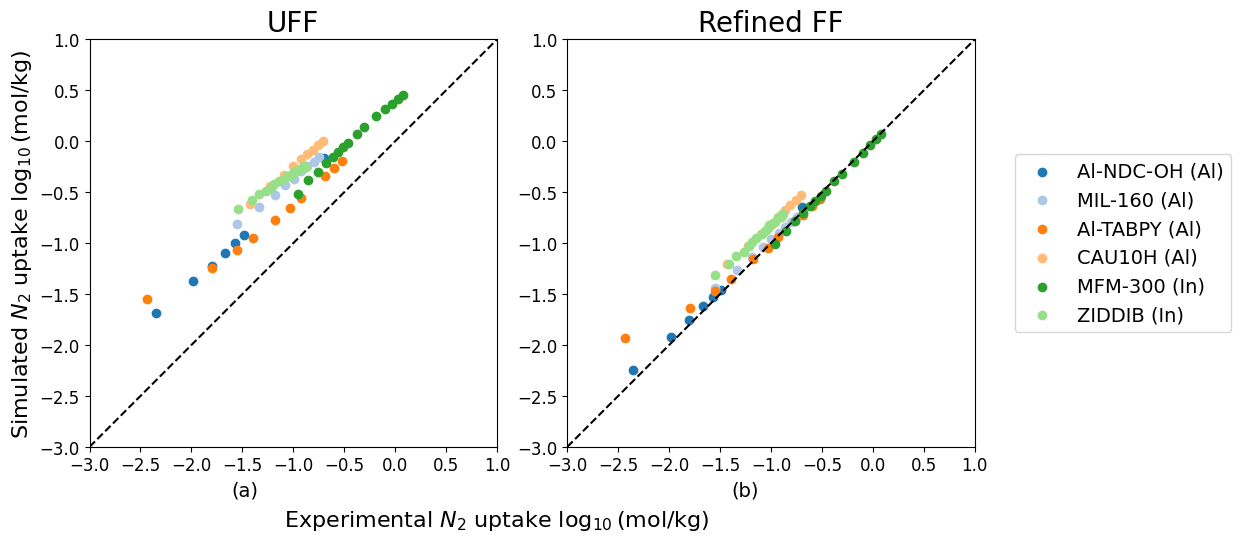 UFF
Refined FF
Simulated N₂ uptake log₁₀ (mol/kg)
1.0
0.5
0.0
−0.5
−1.0
−1.5
−2.0
−2.5
−3.0
−3.0 −2.5 −2.0 −1.5 −1.0 −0.5 0.0 0.5 1.0
(a)
1.0
0.5
0.0
−0.5
−1.0
−1.5
−2.0
−2.5
−3.0
−3.0 −2.5 −2.0 −1.5 −1.0 −0.5 0.0 0.5 1.0
(b)
Experimental N₂ uptake log₁₀ (mol/kg)
Al-NDC-OH (Al)
MIL-160 (Al)
Al-TABPY (Al)
CAU10H (Al)
MFM-300 (In)
ZIDDIB (In)